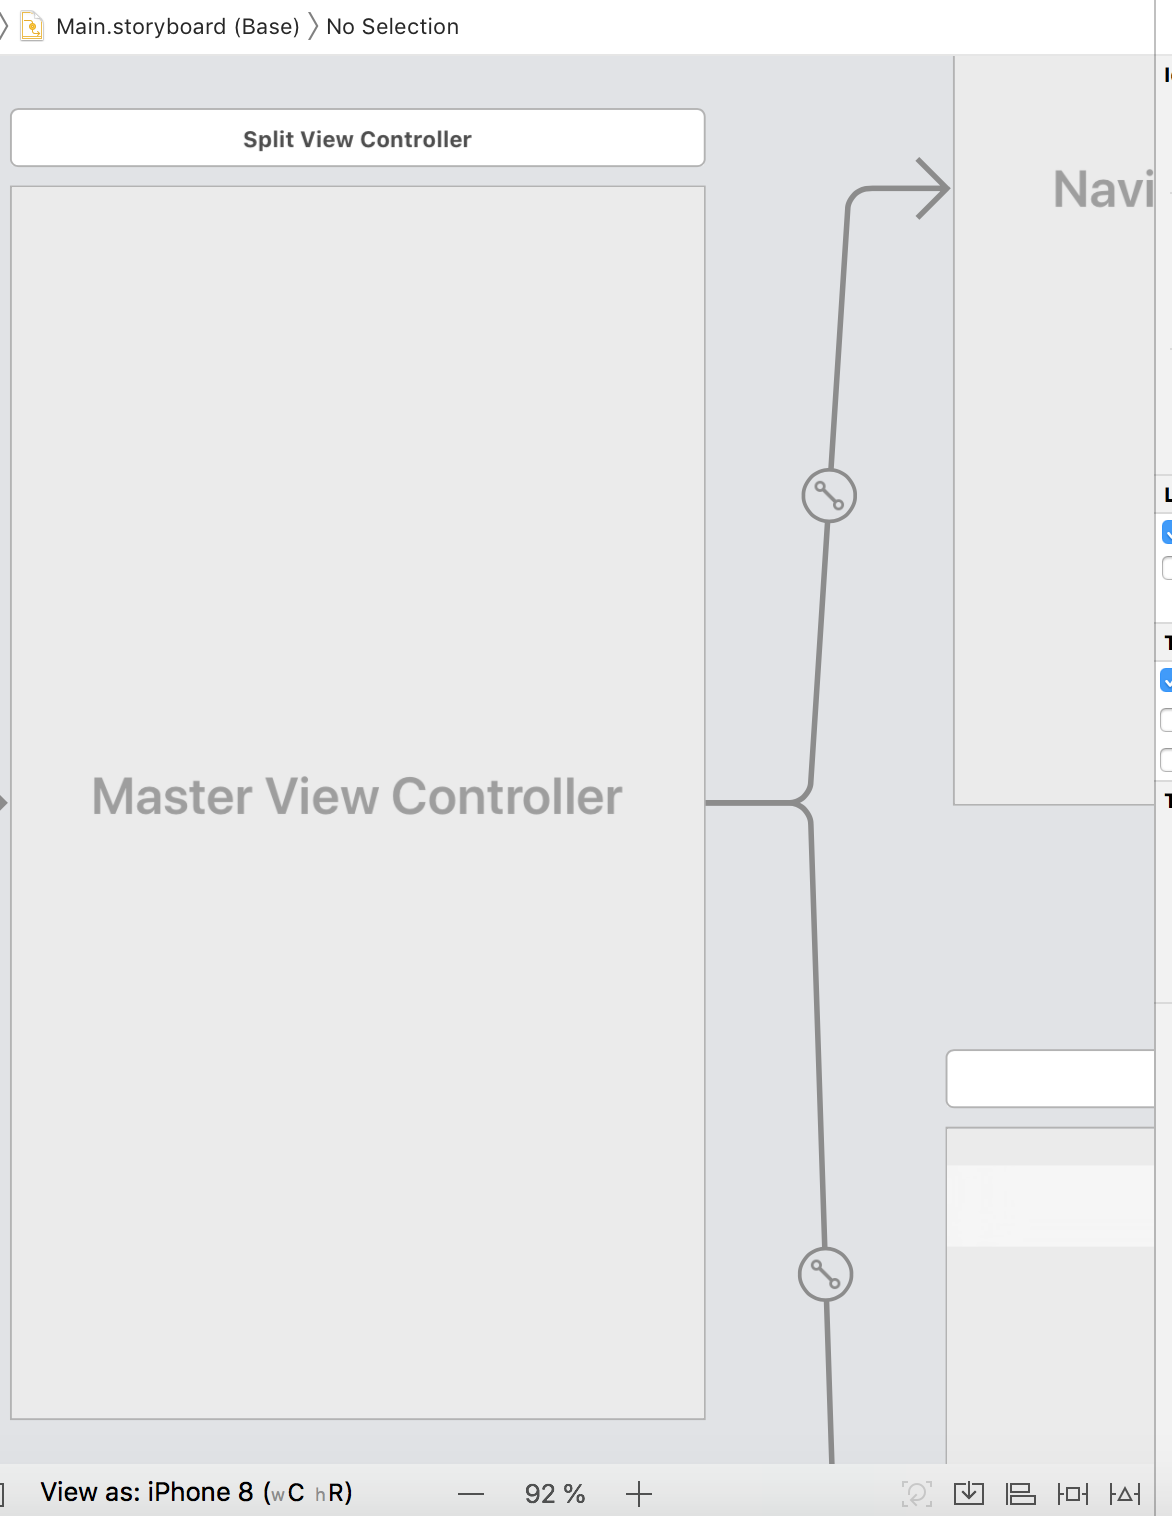 Main.storyboard (Base) 〉 No Selection
Split View Controller
Navi
Master View Controller
View as: iPhone 8 (wC hR)
92 %